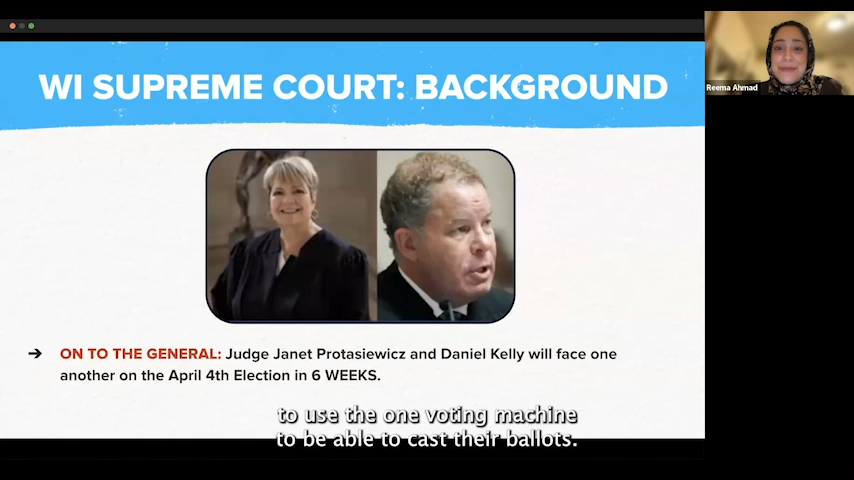 WI SUPREME COURT: BACKGROUND
Reema Ahmad
➔ ON TO THE GENERAL: Judge Janet Protasiewicz and Daniel Kelly will face one
another on the April 4th Election in 6 WEEKS.
to use the one voting machine
to be able to cast their ballots.